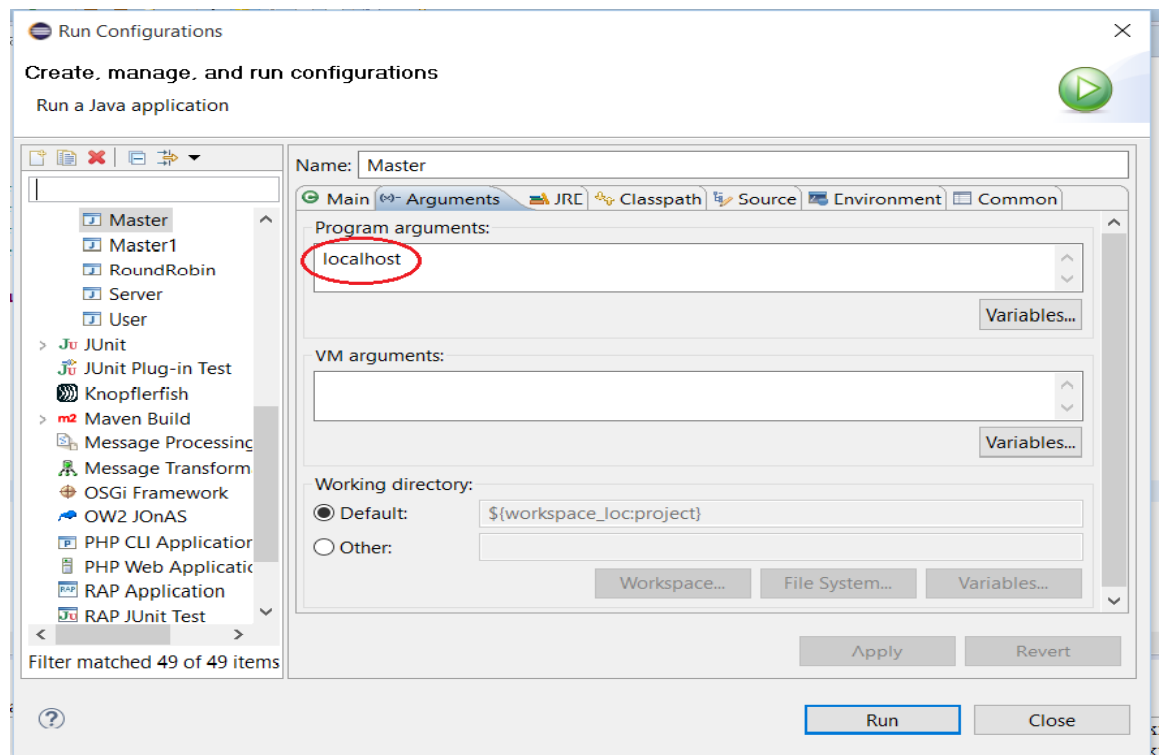 Run Configurations
Create, manage, and run configurations
Run a Java application
Name: Master
Master
Master1
RoundRobin
Server
User
JUnit
JUnit Plug-in Test
Knopflerfish
Maven Build
Message Processing
Message Transform
OSGi Framework
OW2 JOnAS
PHP CLI Application
PHP Web Applicatic
RAP Application
RAP JUnit Test
Filter matched 49 of 49 items
Main Arguments JRE Classpath Source Environment Common
Program arguments:
localhost
Variables...
VM arguments:
Variables...
Working directory:
Default: ${workspace_loc:project}
Other:
Workspace... File System... Variables...
Apply Revert
Run Close